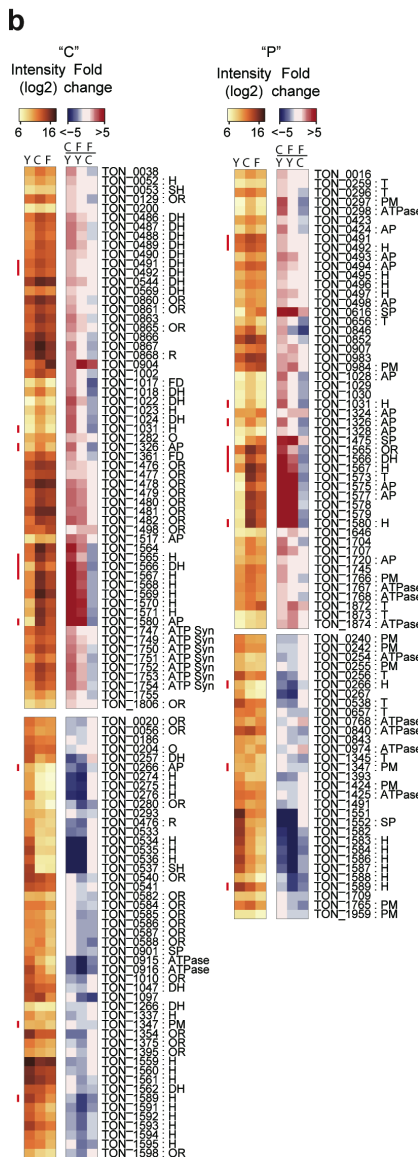 b
"C"
Intensity
(log2)
Fold
change
6 16
<-5 >5
Y C F
C F F
Y Y C
TON_0038
TON_0052 : H
TON_0053 : SH
TON_0129 : OR
TON_0200
TON_0486 : DH
TON_0487 : DH
TON_0488 : DH
TON_0489 : DH
TON_0490 : DH
TON_0491 : DH
TON_0492 : DH
TON_0544 : DH
TON_0569 : DH
TON_0860 : OR
TON_0861 : OR
TON_0863
TON_0865 : OR
TON_0866
TON_0867
TON_0868 : R
TON_0904
TON_1002
TON_1017 : FD
TON_1018 : DH
TON_1022 : DH
TON_1023 : H
TON_1024 : DH
TON_1031 : H
TON_1282 : O
TON_1326 : AP
TON_1361 : FD
TON_1476 : OR
TON_1477 : OR
TON_1478 : OR
TON_1479 : OR
TON_1480 : OR
TON_1481 : OR
TON_1482 : OR
TON_1498 : OR
TON_1517 : AP
TON_1564
TON_1565 : H
TON_1566 : DH
TON_1567 : H
TON_1568 : H
TON_1569 : H
TON_1570 : H
TON_1571 : H
TON_1580 : AP
TON_1747 : ATP Syn
TON_1749 : ATP Syn
TON_1750 : ATP Syn
TON_1751 : ATP Syn
TON_1752 : ATP Syn
TON_1753 : ATP Syn
TON_1754 : ATP Syn
TON_1755
TON_1806 : OR
TON_0020 : OR
TON_0056 : OR
TON_0186
TON_0204 : O
TON_0257 : DH
TON_0266 : AP
TON_0274 : H
TON_0275 : H
TON_0276 : H
TON_0280 : OR
TON_0293
TON_0476 : R
TON_0533
TON_0534 : H
TON_0535 : H
TON_0536 : H
TON_0537 : SH
TON_0540 : OR
TON_0541
TON_0582 : OR
TON_0584 : OR
TON_0585 : OR
TON_0586 : OR
TON_0587 : OR
TON_0588 : OR
TON_0901 : SP
TON_0915 : ATPase
TON_0916 : ATPase
TON_1010 : OR
TON_1047 : DH
TON_1097
TON_1266 : DH
TON_1337 : H
TON_1347 : PM
TON_1354 : OR
TON_1375 : OR
TON_1395 : OR
TON_1559 : H
TON_1560 : H
TON_1561 : H
TON_1562 : DH
TON_1589 : H
TON_1591 : H
TON_1592 : H
TON_1593 : H
TON_1594 : H
TON_1595 : H
TON_1598 : OR
"P"
Intensity
(log2)
Fold
change
6 16
<-5 >5
Y C F
C F F
Y Y C
TON_0016
TON_0259 : T
TON_0296 : T
TON_0297 : PM
TON_0298 : ATPase
TON_0423
TON_0424 : AP
TON_0491
TON_0492 : H
TON_0493 : AP
TON_0494 : AP
TON_0495 : H
TON_0496 : H
TON_0497 : H
TON_0498 : AP
TON_0616 : SP
TON_0656 : T
TON_0846
TON_0852
TON_0907
TON_0983
TON_0984 : PM
TON_1028 : AP
TON_1029
TON_1030
TON_1031 : H
TON_1324 : AP
TON_1326 : AP
TON_1328 : AP
TON_1475 : SP
TON_1565 : OR
TON_1566 : DH
TON_1567 : H
TON_1573 : T
TON_1575 : AP
TON_1577 : AP
TON_1578
TON_1579
TON_1580 : H
TON_1646
TON_1704
TON_1707
TON_1720 : AP
TON_1745
TON_1766 : PM
TON_1767 : ATPase
TON_1768 : ATPase
TON_1872 : T
TON_1873 : T
TON_1874 : ATPase
TON_0240 : PM
TON_0242 : PM
TON_0254 : ATPase
TON_0255 : PM
TON_0256 : T
TON_0266 : H
TON_0267
TON_0538 : T
TON_0657
TON_0768 : ATPase
TON_0840 : ATPase
TON_0843
TON_0974 : ATPase
TON_1345 : T
TON_1347 : PM
TON_1393
TON_1424 : PM
TON_1425 : ATPase
TON_1491
TON_1551
TON_1552 : SP
TON_1582
TON_1583 : H
TON_1584 : H
TON_1586 : H
TON_1587 : H
TON_1588 : H
TON_1589 : H
TON_1709
TON_1765 : PM
TON_1959 : PM